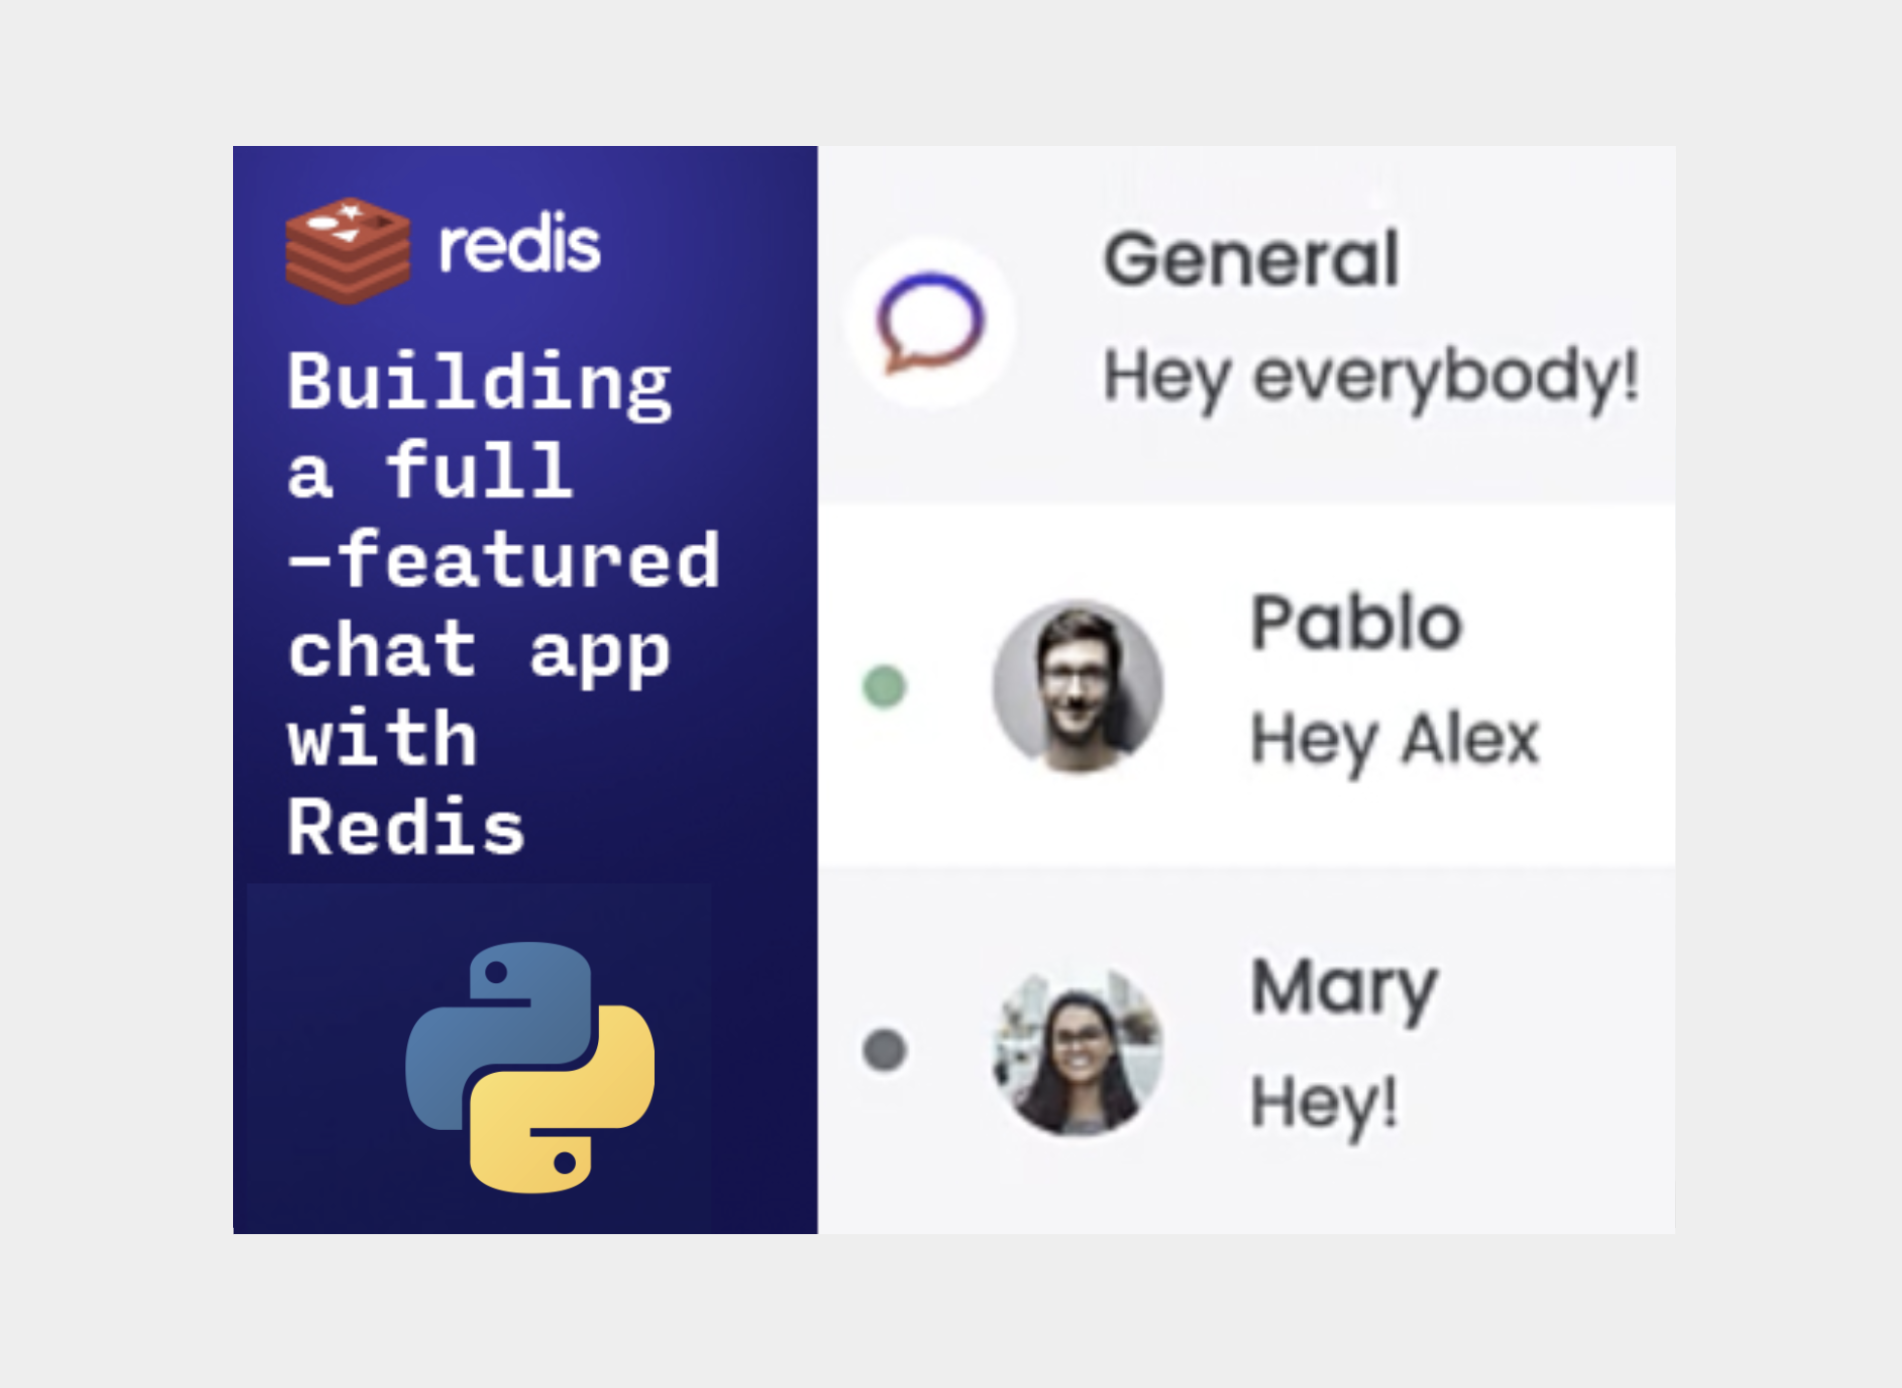 redis
Building
a full
-featured
chat app
with
Redis
General
Hey everybody!
Pablo
Hey Alex
Mary
Hey!